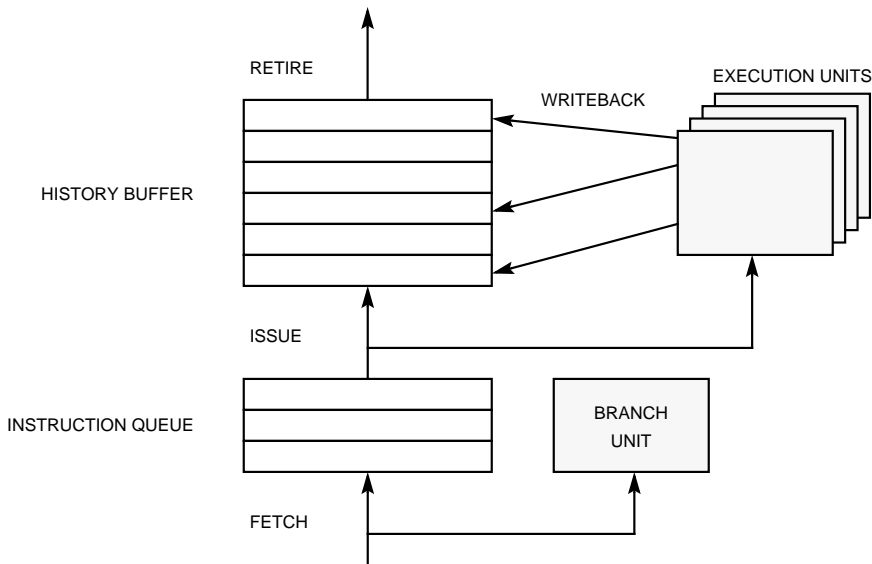 RETIRE
EXECUTION UNITS
WRITEBACK
HISTORY BUFFER
ISSUE
INSTRUCTION QUEUE
BRANCH
UNIT
FETCH